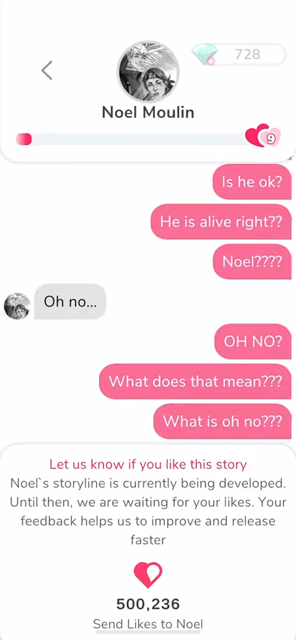 728
Noel Moulin
9
Is he ok?
He is alive right??
Noel????
Oh no...
OH NO?
What does that mean???
What is oh no???
Let us know if you like this story
Noel`s storyline is currently being developed.
Until then, we are waiting for your likes. Your
feedback helps us to improve and release
faster
500,236
Send Likes to Noel